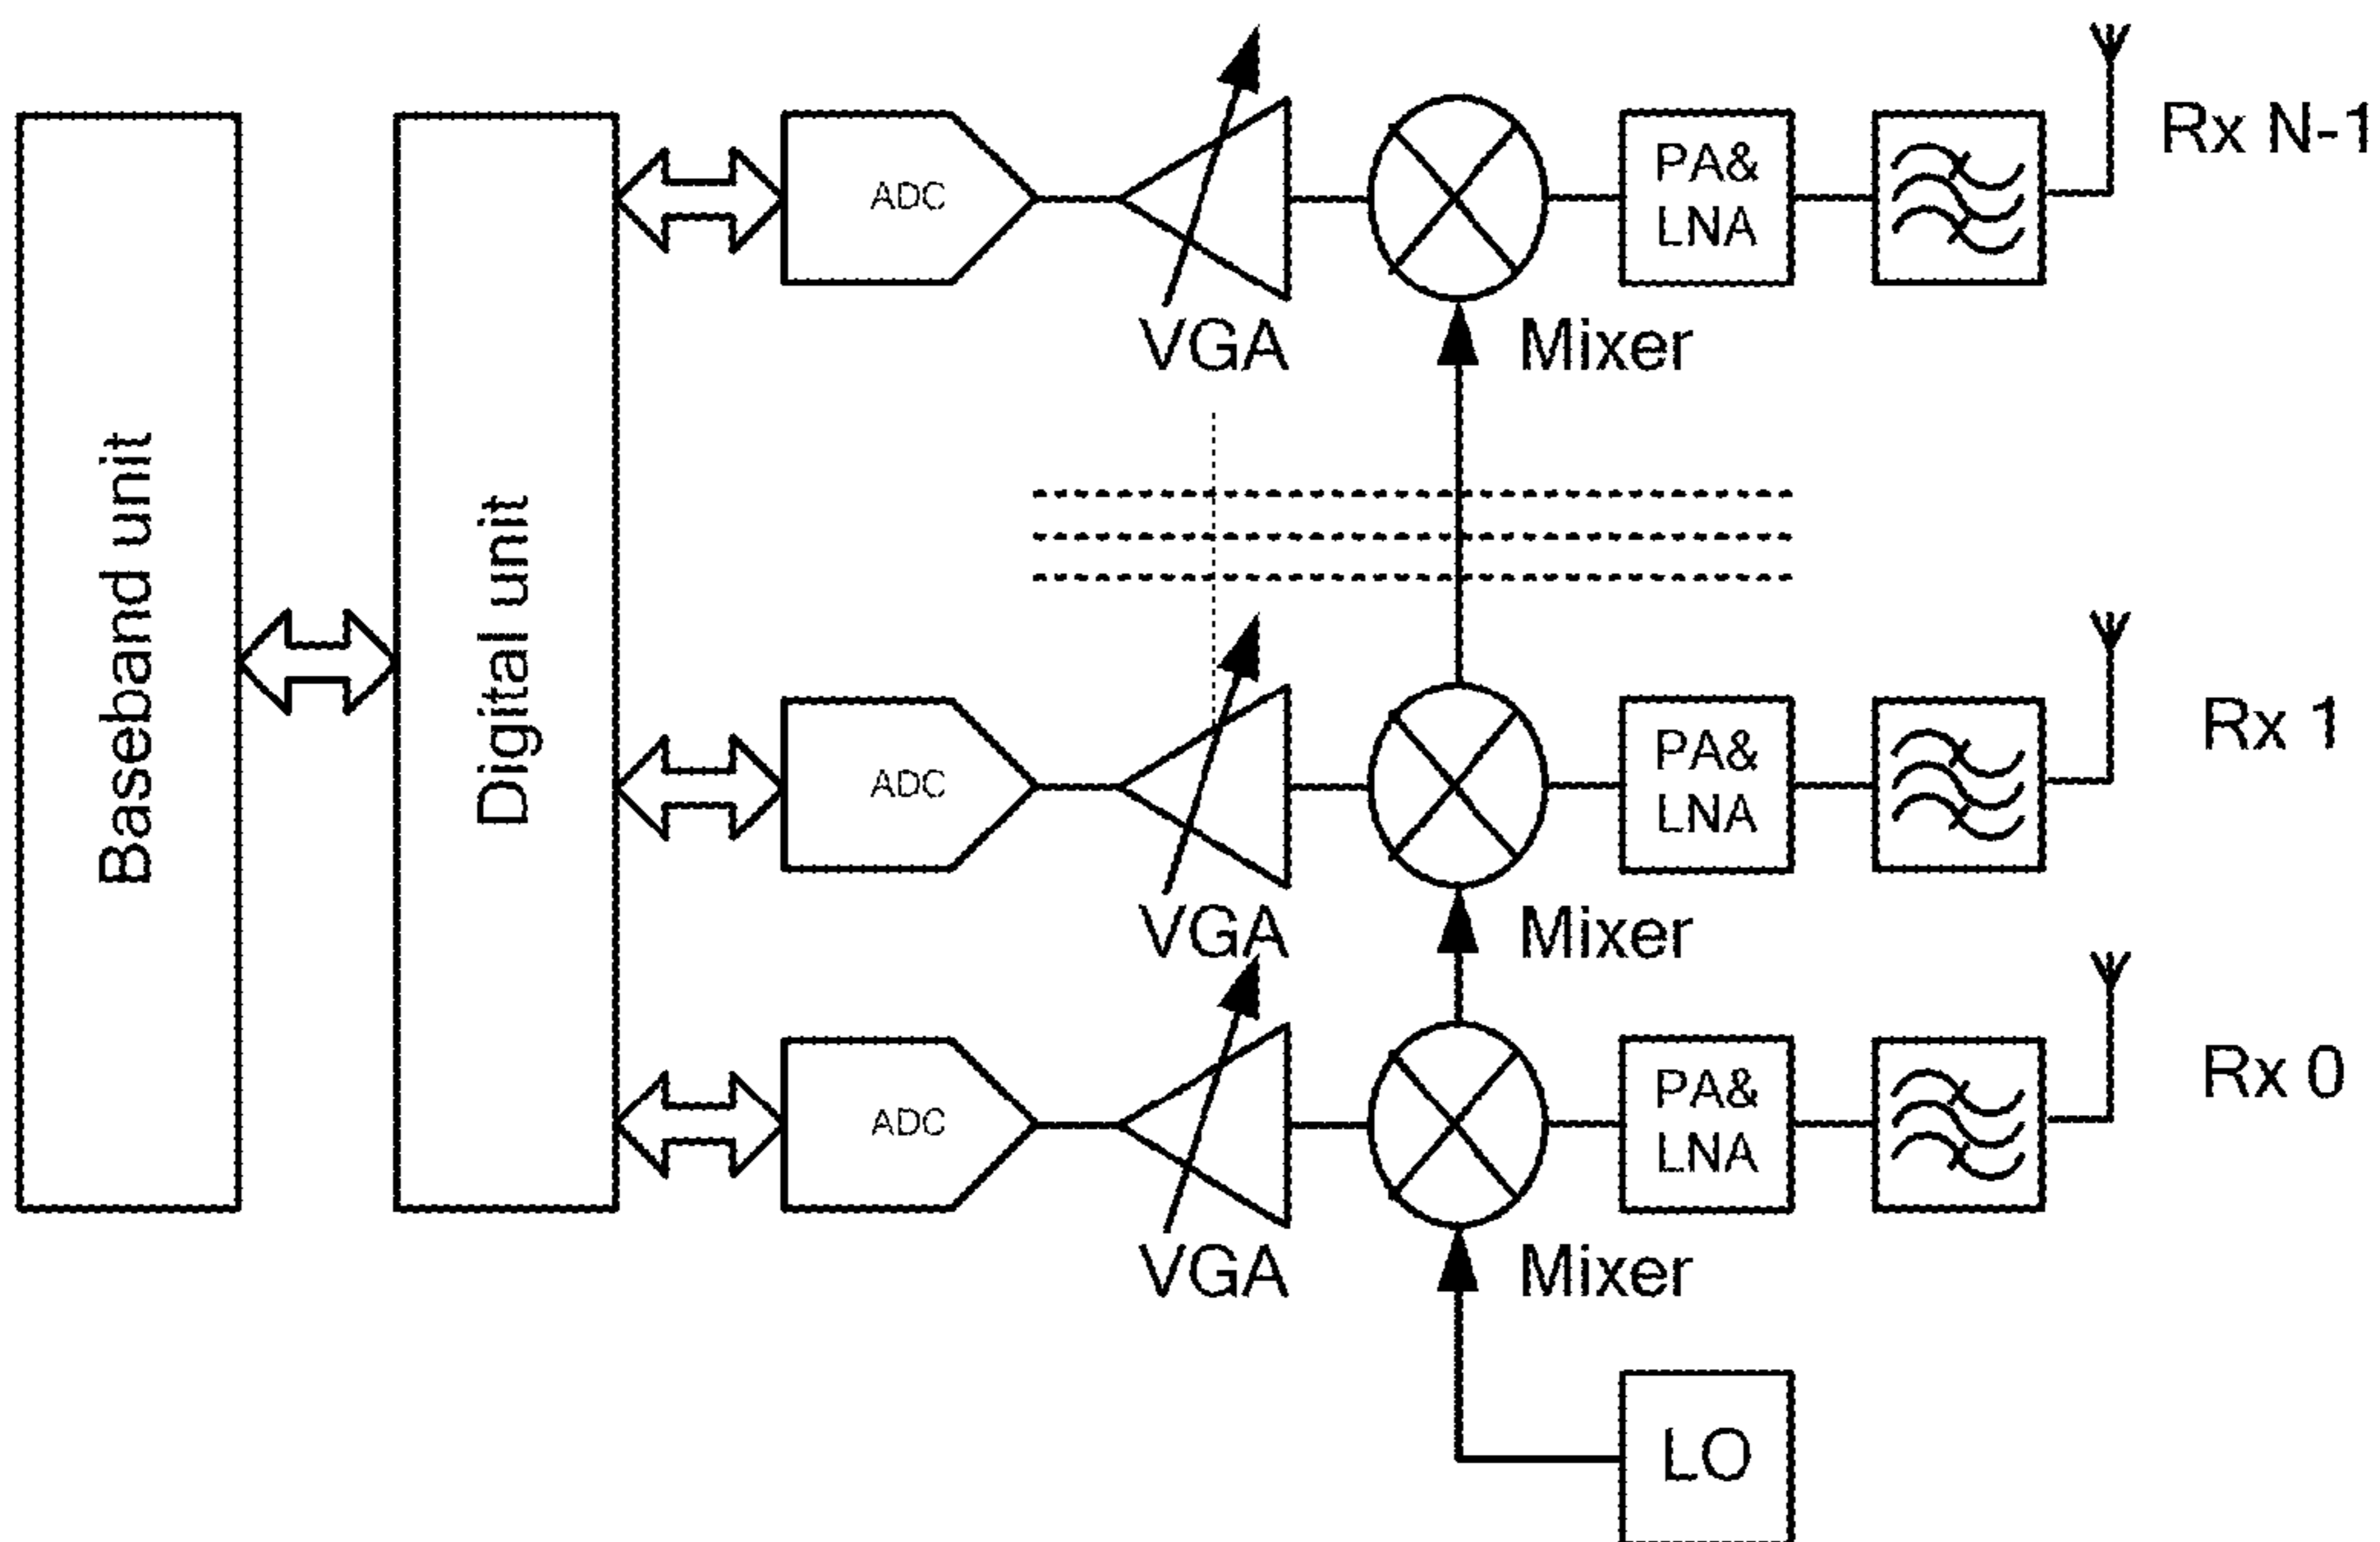 Baseband unit
Digital unit
ADC
VGA
Mixer
PA&
LNA
Rx N-1
ADC
VGA
Mixer
PA&
LNA
Rx 1
ADC
VGA
Mixer
PA&
LNA
Rx 0
LO